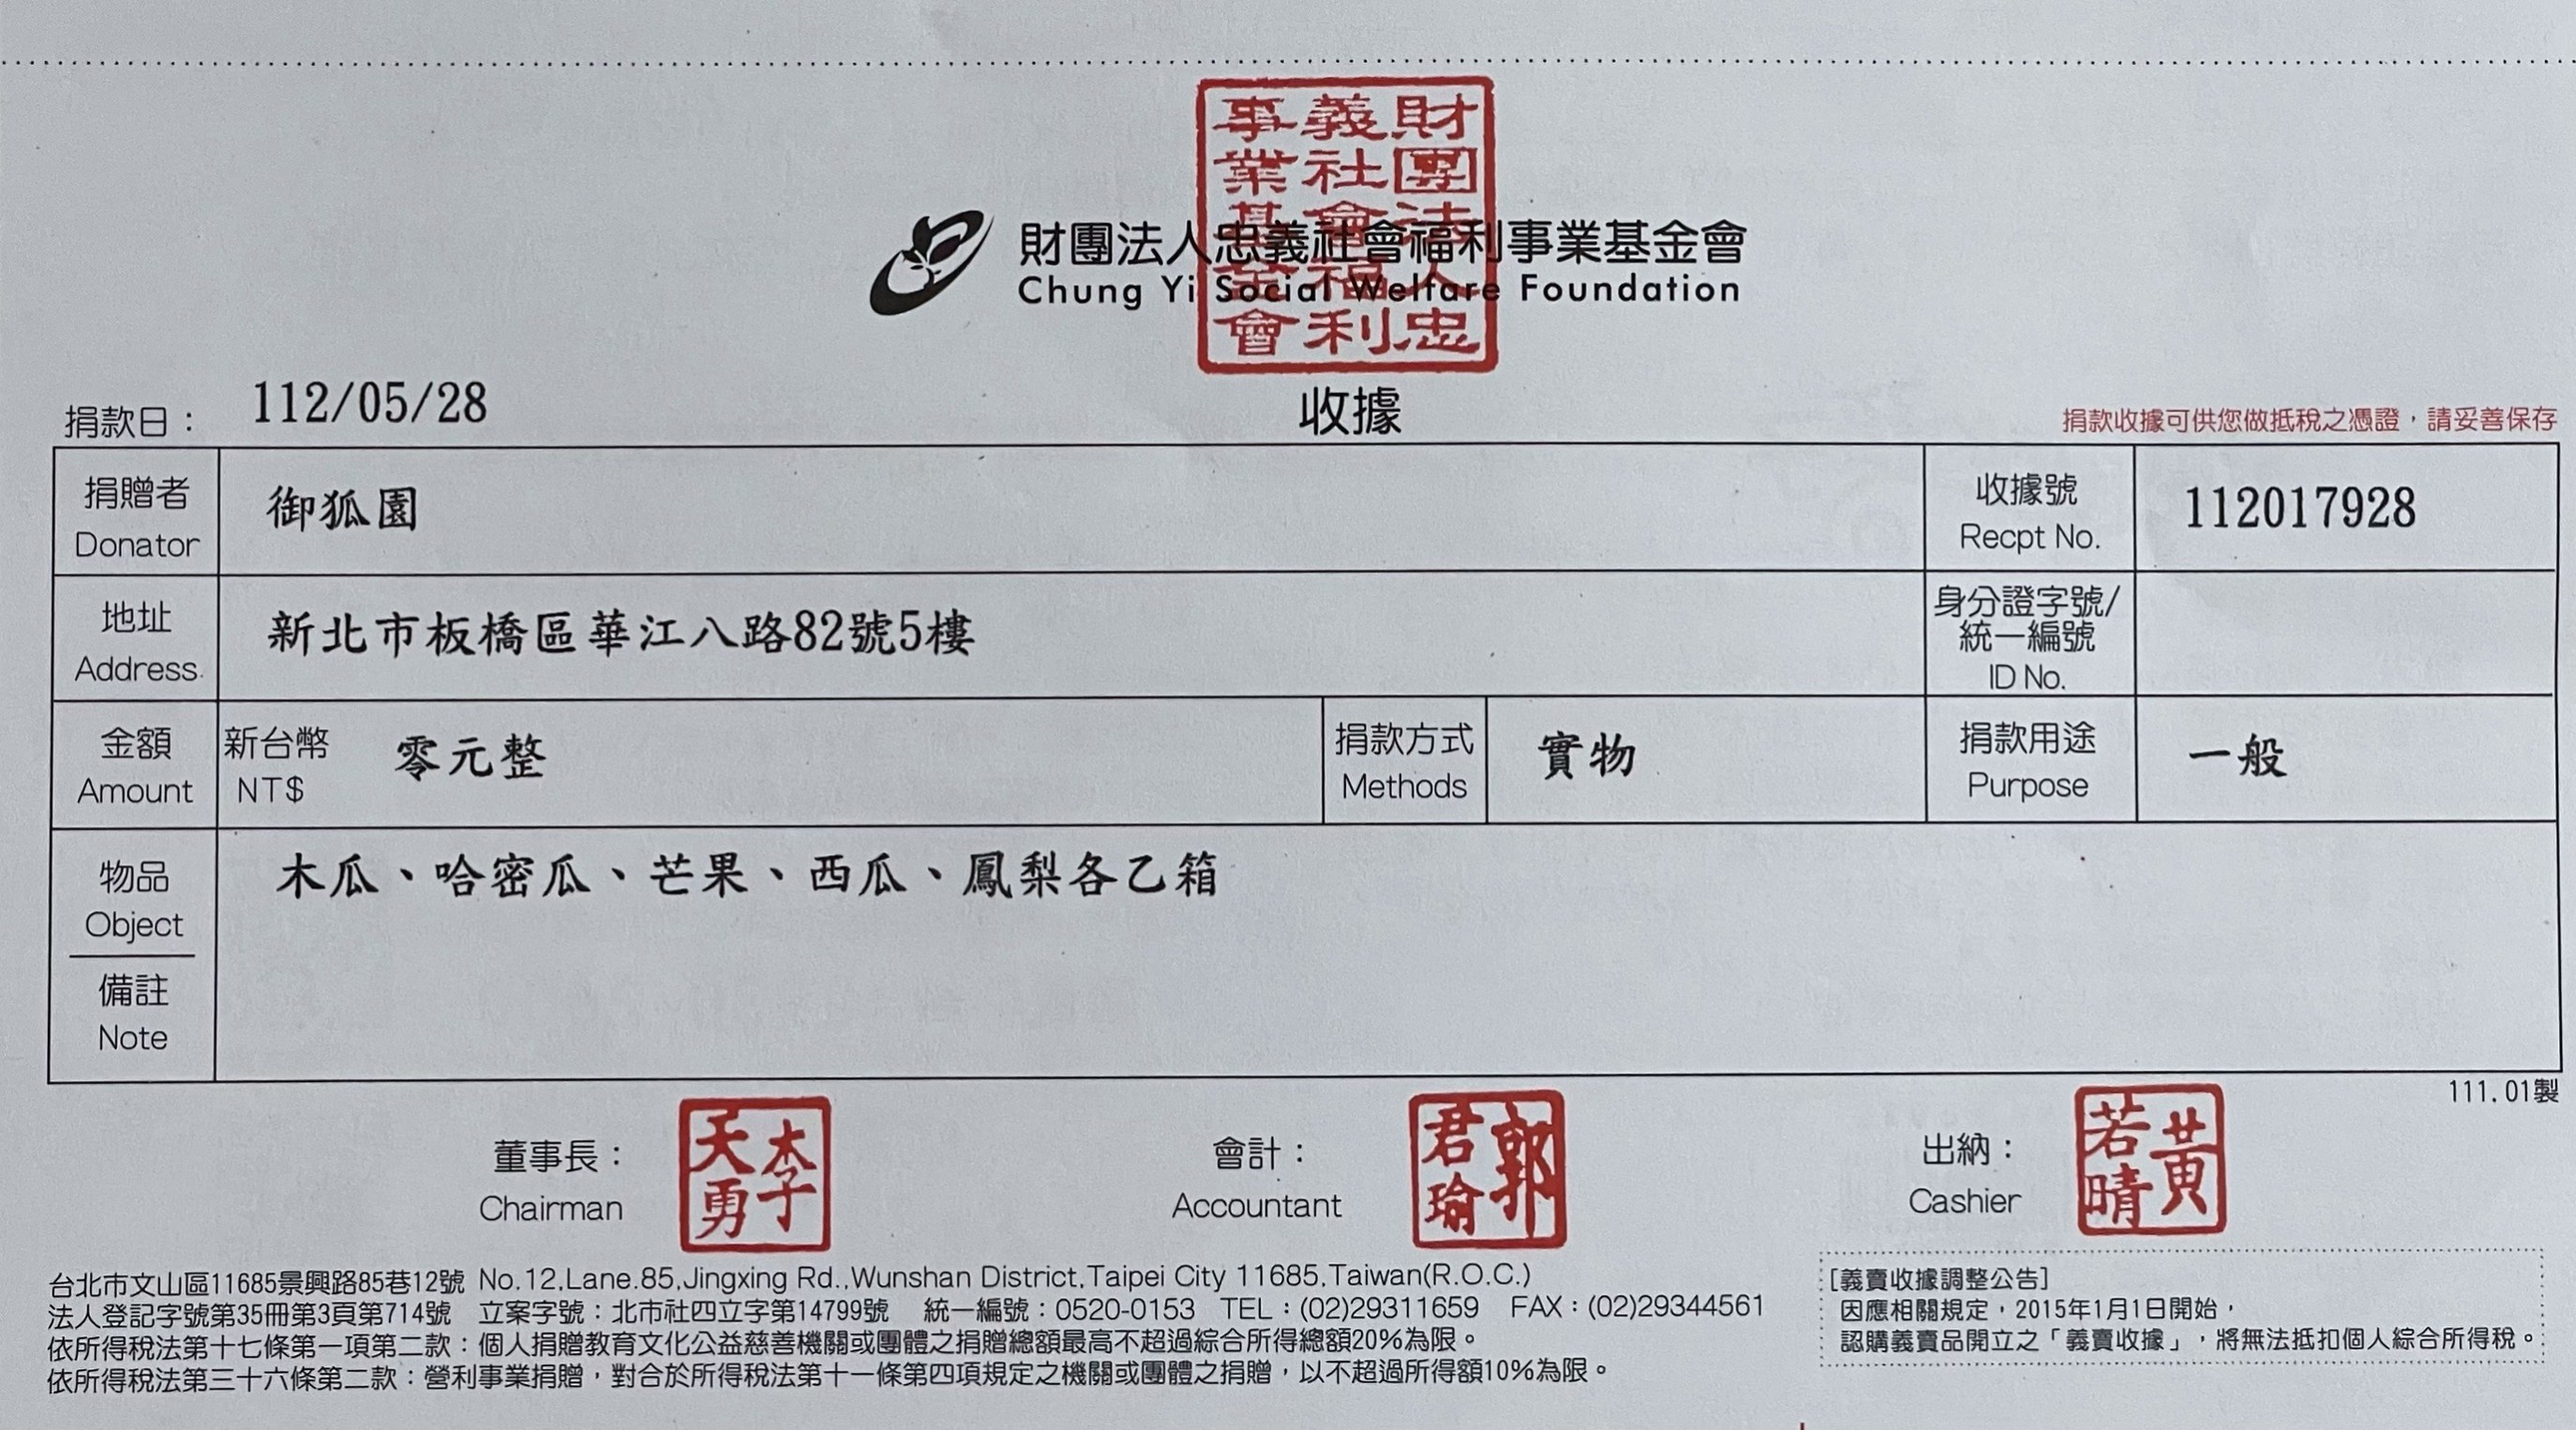 財團法人忠義社會福利事業基金會
Chung Yi Social Welfare Foundation
財團法人忠義社會福利事業基金會
收據
捐款日： 112/05/28
捐款收據可供您做抵稅之憑證，請妥善保存
捐贈者 御狐園 收據號 112017928
Donator Recpt No.
地址 新北市板橋區華江八路82號5樓 身分證字號/
統一編號
Address ID No.
金額 新台幣 零元整 捐款方式 實物 捐款用途 一般
Amount NT$ Methods Purpose
物品 木瓜、哈密瓜、芒果、西瓜、鳳梨各乙箱
Object
備註
Note
111.01製
董事長： 李天勇 會計： 郭君瑜 出納： 黃若晴
Chairman Accountant Cashier
台北市文山區11685景興路85巷12號 No.12,Lane.85,Jingxing Rd.,Wunshan District,Taipei City 11685,Taiwan(R.O.C.)
法人登記字號第35冊第3頁第714號 立案字號：北市社四立字第14799號 統一編號：0520-0153 TEL：(02)29311659 FAX：(02)29344561
依所得稅法第十七條第一項第二款：個人捐贈教育文化公益慈善機關或團體之捐贈總額最高不超過綜合所得總額20%為限。
依所得稅法第三十六條第二款：營利事業捐贈，對合於所得稅法第十一條第四項規定之機關或團體之捐贈，以不超過所得額10%為限。
[義賣收據調整公告]
因應相關規定，2015年1月1日開始，
認購義賣品開立之「義賣收據」，將無法抵扣個人綜合所得稅。